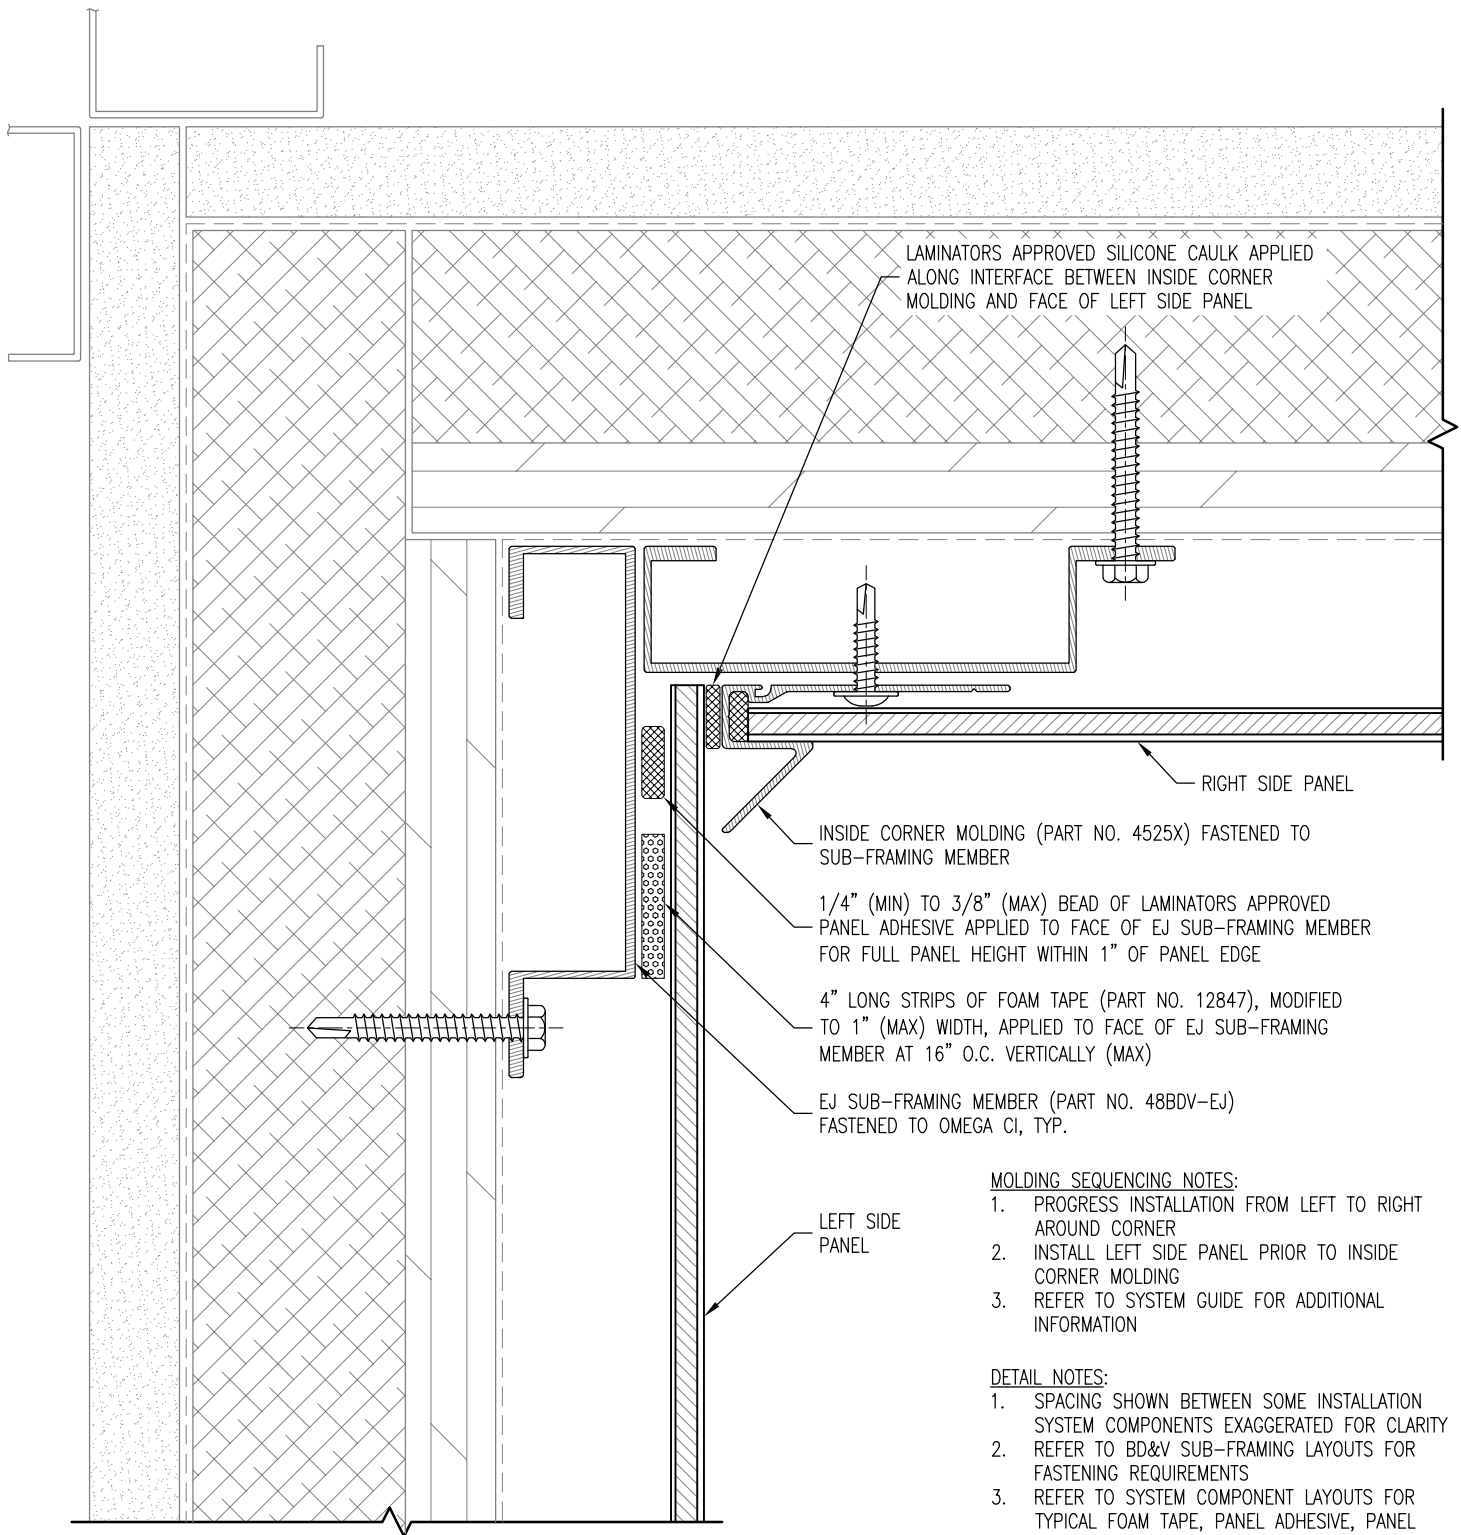 LAMINATORS APPROVED SILICONE CAULK APPLIED
ALONG INTERFACE BETWEEN INSIDE CORNER
MOLDING AND FACE OF LEFT SIDE PANEL
RIGHT SIDE PANEL
INSIDE CORNER MOLDING (PART NO. 4525X) FASTENED TO
SUB-FRAMING MEMBER
1/4" (MIN) TO 3/8" (MAX) BEAD OF LAMINATORS APPROVED
PANEL ADHESIVE APPLIED TO FACE OF EJ SUB-FRAMING MEMBER
FOR FULL PANEL HEIGHT WITHIN 1" OF PANEL EDGE
4" LONG STRIPS OF FOAM TAPE (PART NO. 12847), MODIFIED
TO 1" (MAX) WIDTH, APPLIED TO FACE OF EJ SUB-FRAMING
MEMBER AT 16" O.C. VERTICALLY (MAX)
EJ SUB-FRAMING MEMBER (PART NO. 48BDV-EJ)
FASTENED TO OMEGA CI, TYP.
LEFT SIDE
PANEL
MOLDING SEQUENCING NOTES:
1. PROGRESS INSTALLATION FROM LEFT TO RIGHT
AROUND CORNER
2. INSTALL LEFT SIDE PANEL PRIOR TO INSIDE
CORNER MOLDING
3. REFER TO SYSTEM GUIDE FOR ADDITIONAL
INFORMATION
DETAIL NOTES:
1. SPACING SHOWN BETWEEN SOME INSTALLATION
SYSTEM COMPONENTS EXAGGERATED FOR CLARITY
2. REFER TO BD&V SUB-FRAMING LAYOUTS FOR
FASTENING REQUIREMENTS
3. REFER TO SYSTEM COMPONENT LAYOUTS FOR
TYPICAL FOAM TAPE, PANEL ADHESIVE, PANEL